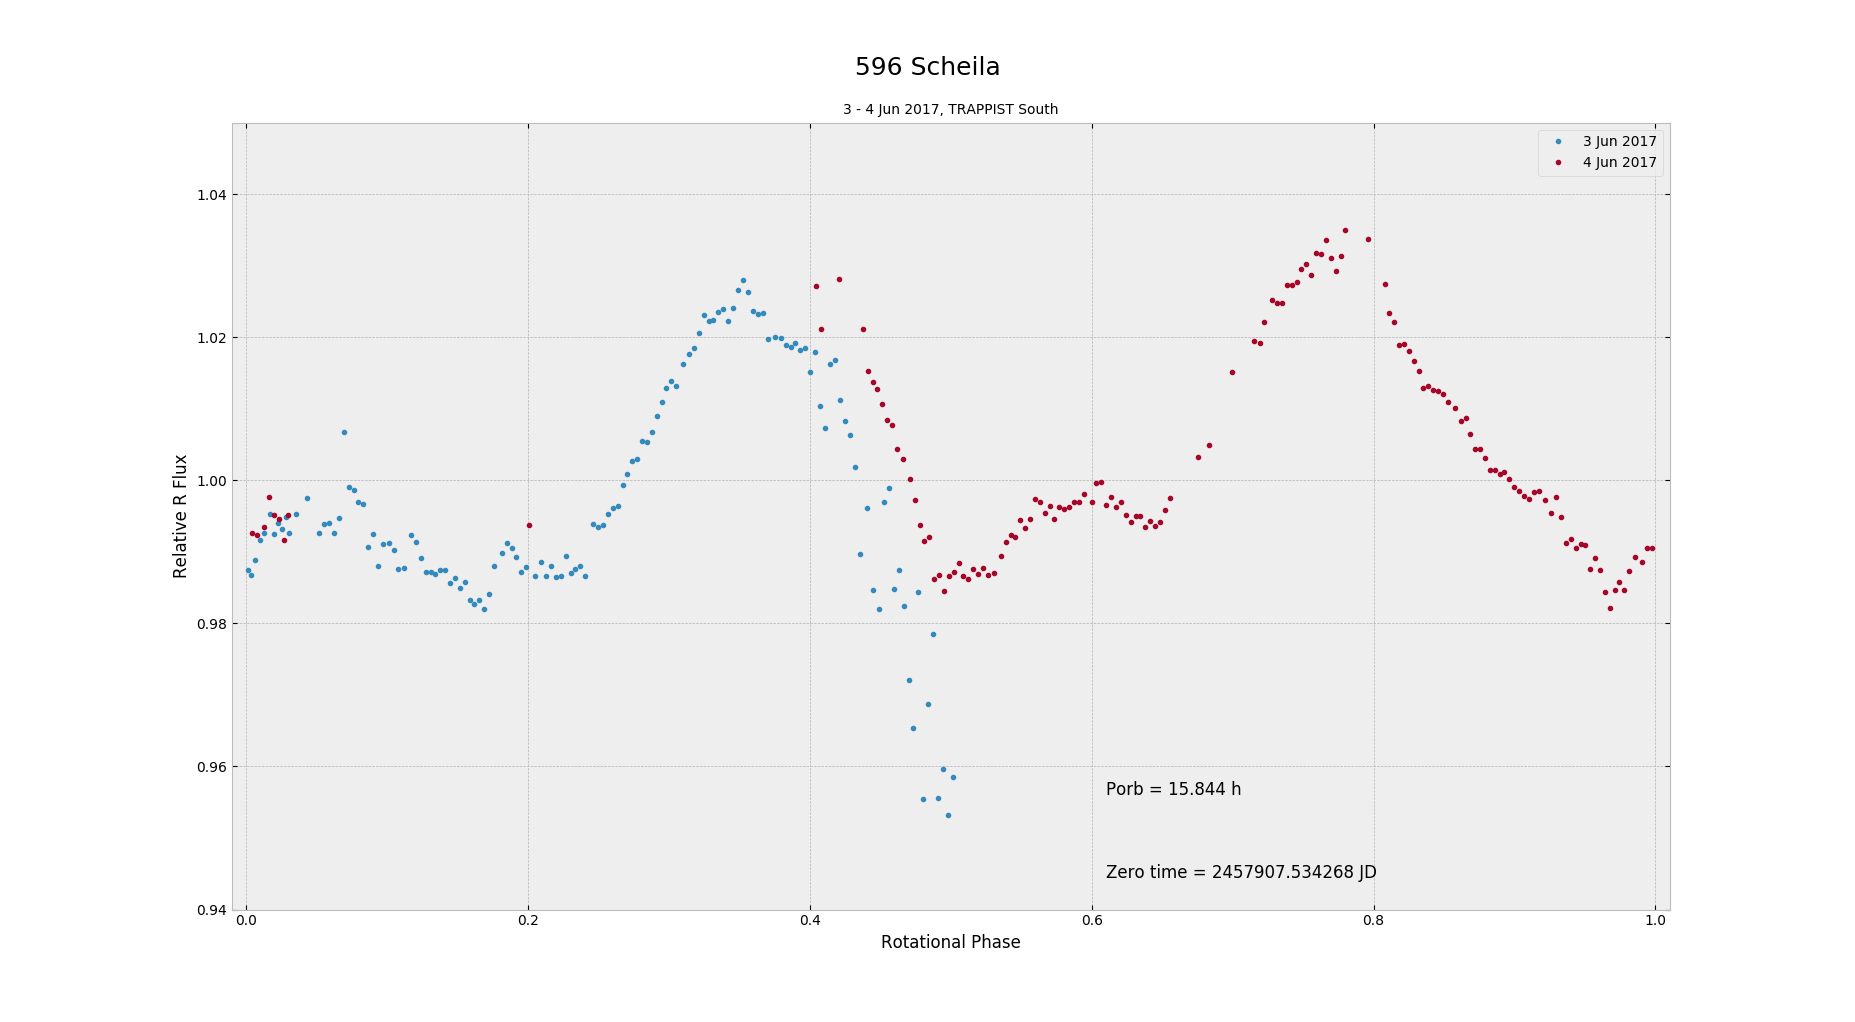 596 Scheila
3 - 4 Jun 2017, TRAPPIST South
3 Jun 2017
4 Jun 2017
Relative R Flux
1.04
1.02
1.00
0.98
0.96
0.94
Porb = 15.844 h
Zero time = 2457907.534268 JD
0.0 0.2 0.4 0.6 0.8 1.0
Rotational Phase